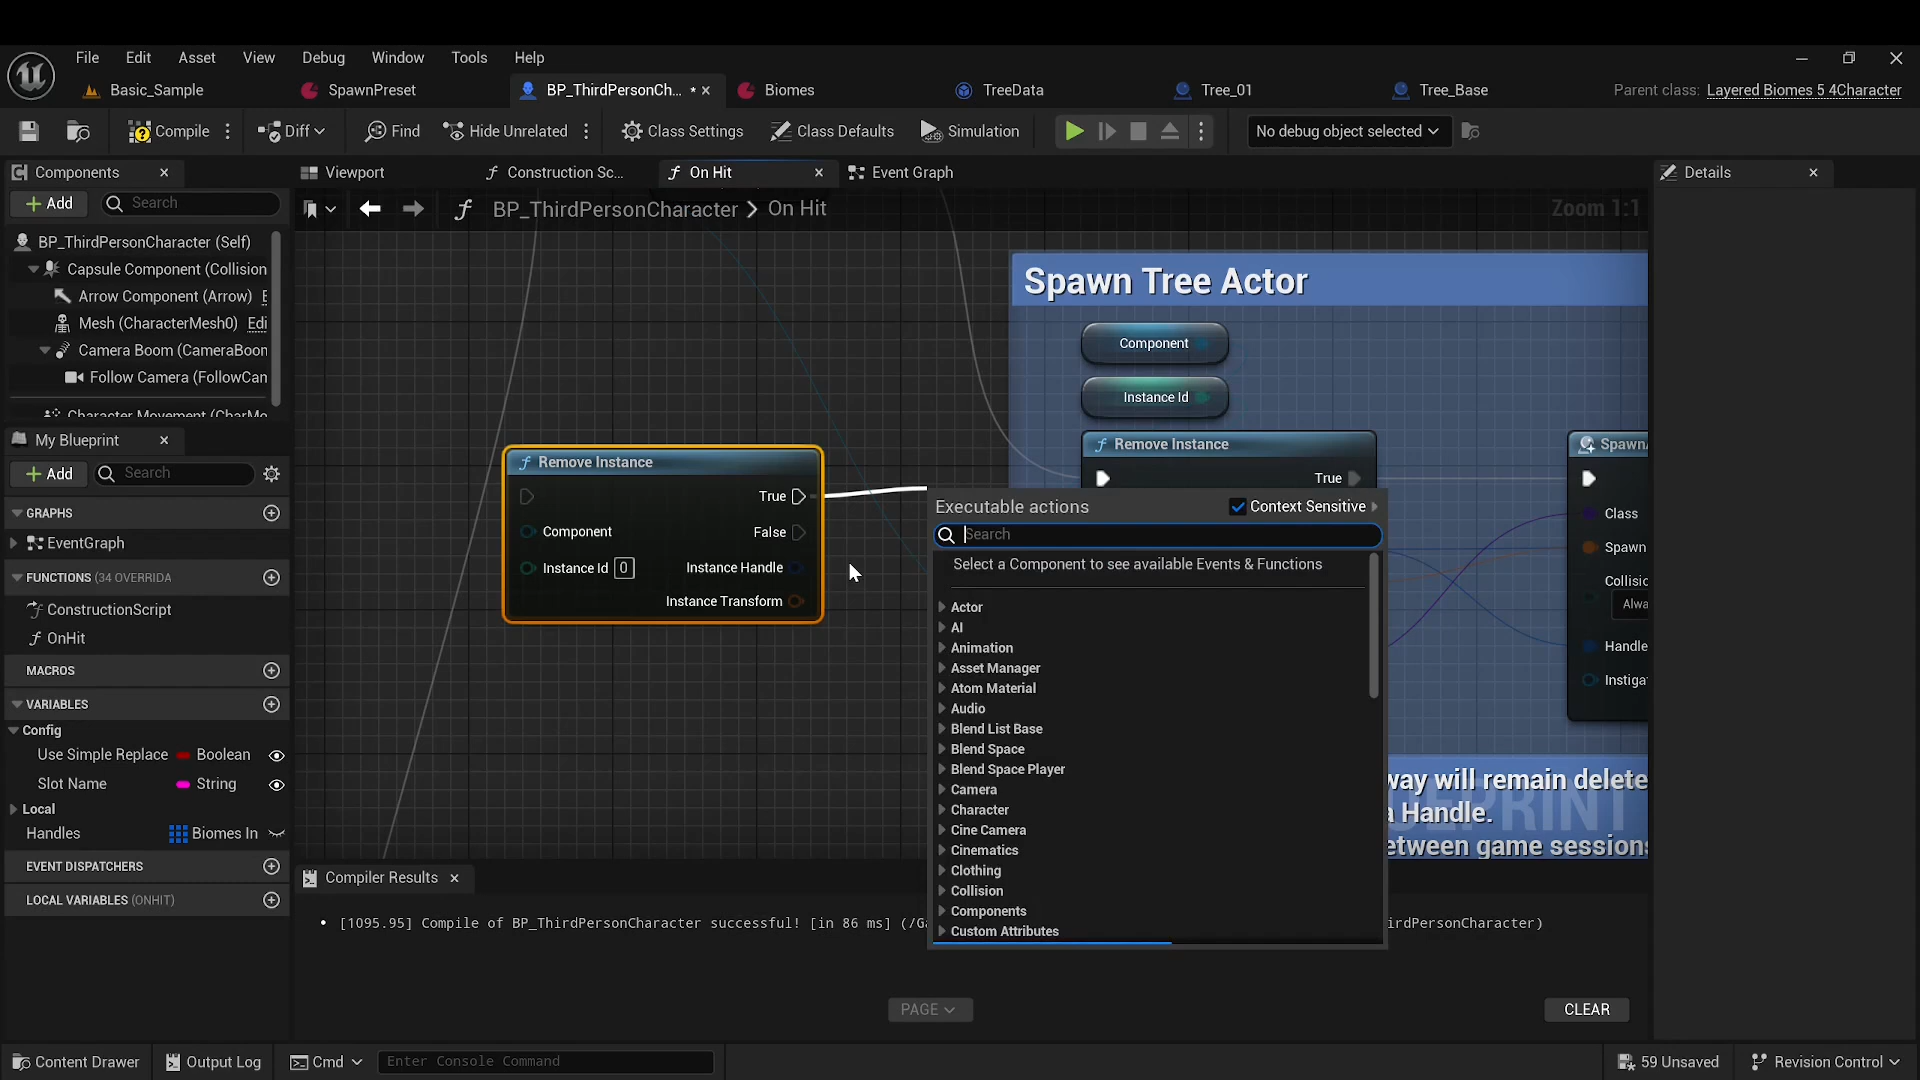 File Edit Asset View Debug Window Tools Help
Basic_Sample SpawnPreset BP_ThirdPersonCh... * Biomes TreeData Tree_01 Tree_Base Parent class: Layered Biomes 5 4Character
Compile Diff Find Hide Unrelated Class Settings Class Defaults Simulation No debug object selected
Components Viewport Construction Sc... On Hit Event Graph Details
Add Search BP_ThirdPersonCharacter > On Hit Zoom 1:1
BP_ThirdPersonCharacter (Self)
Capsule Component (Collision
Arrow Component (Arrow) E
Mesh (CharacterMesh0) Edi
Camera Boom (CameraBoon
Follow Camera (FollowCan
Character Movement (CharMo
My Blueprint
Add Search
GRAPHS
EventGraph
FUNCTIONS (34 OVERRIDA
ConstructionScript
OnHit
MACROS
VARIABLES
Config
Use Simple Replace Boolean
Slot Name String
Local
Handles Biomes In
EVENT DISPATCHERS
LOCAL VARIABLES (ONHIT)
Remove Instance
True
Component False
Instance Id 0 Instance Handle
Instance Transform
Spawn Tree Actor
Component
Instance Id
Remove Instance
True
Spawn
Class
Spawn
Collisio
Alwa
Handle
Instigat
way will remain delete
a Handle.
etween game sessions
Executable actions Context Sensitive
Search
Select a Component to see available Events & Functions
Actor
AI
Animation
Asset Manager
Atom Material
Audio
Blend List Base
Blend Space
Blend Space Player
Camera
Character
Cine Camera
Cinematics
Clothing
Collision
Components
Custom Attributes
Compiler Results
[1095.95] Compile of BP_ThirdPersonCharacter successful! [in 86 ms] (/Ga irdPersonCharacter)
PAGE CLEAR
Content Drawer Output Log Cmd Enter Console Command 59 Unsaved Revision Control